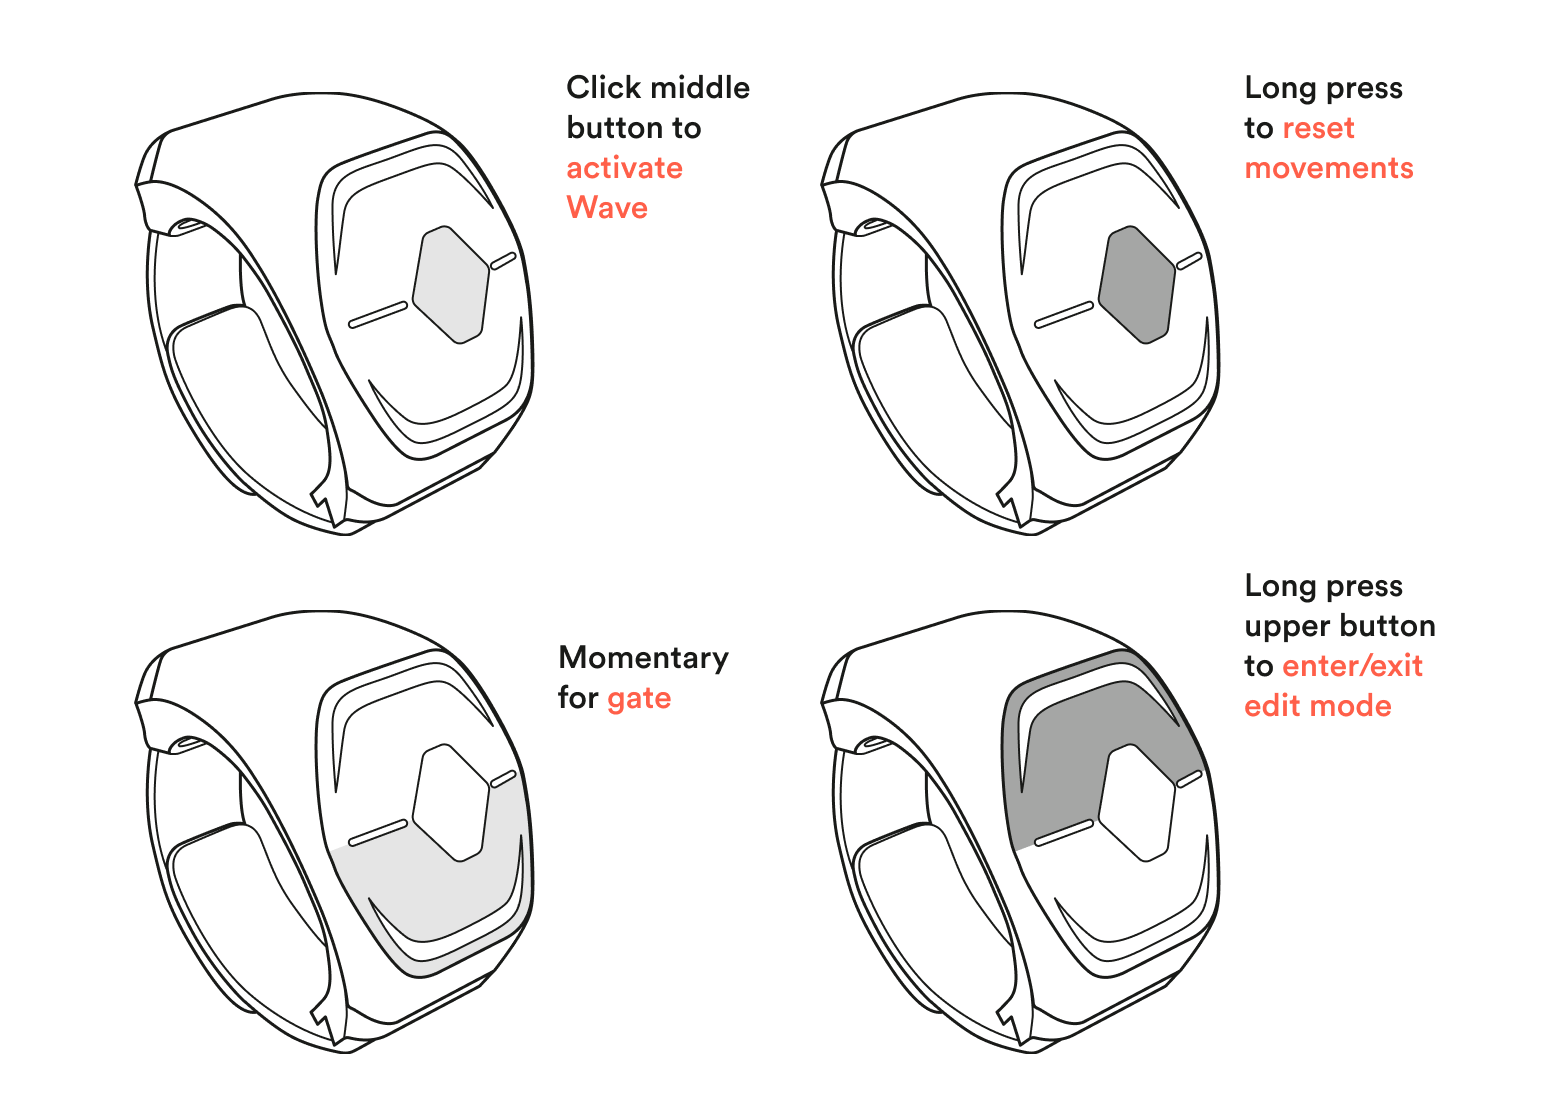 Click middle
button to
activate
Wave
Long press
to reset
movements
Momentary
for gate
Long press
upper button
to enter/exit
edit mode